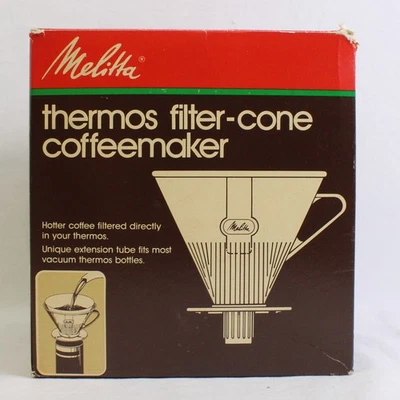 Melitta®
thermos filter-cone
coffeemaker
Melitta
Hotter coffee filtered directly
in your thermos.
Unique extension tube fits most
vacuum thermos bottles.